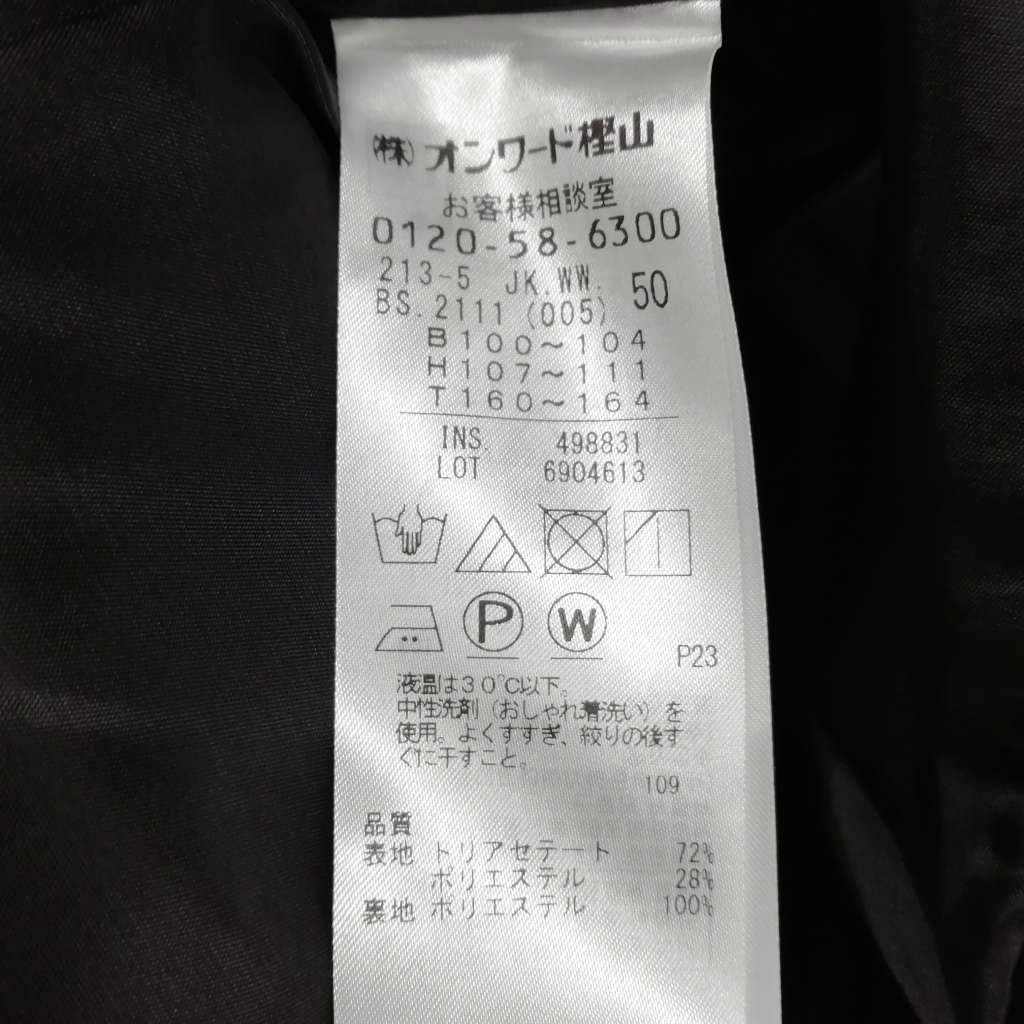 ㈱オンワード樫山
お客様相談室
0120-58-6300
213-5 JK.WW. 50
BS.2111 (005)
B100〜104
H107〜111
T160〜164
INS. 498831
LOT 6904613
P W
P23
液温は30℃以下。
中性洗剤（おしゃれ着洗い）を
使用。よくすすぎ、絞りの後す
ぐに干すこと。
109
品質
表地 トリアセテート 72%
ポリエステル 28%
裏地 ポリエステル 100%